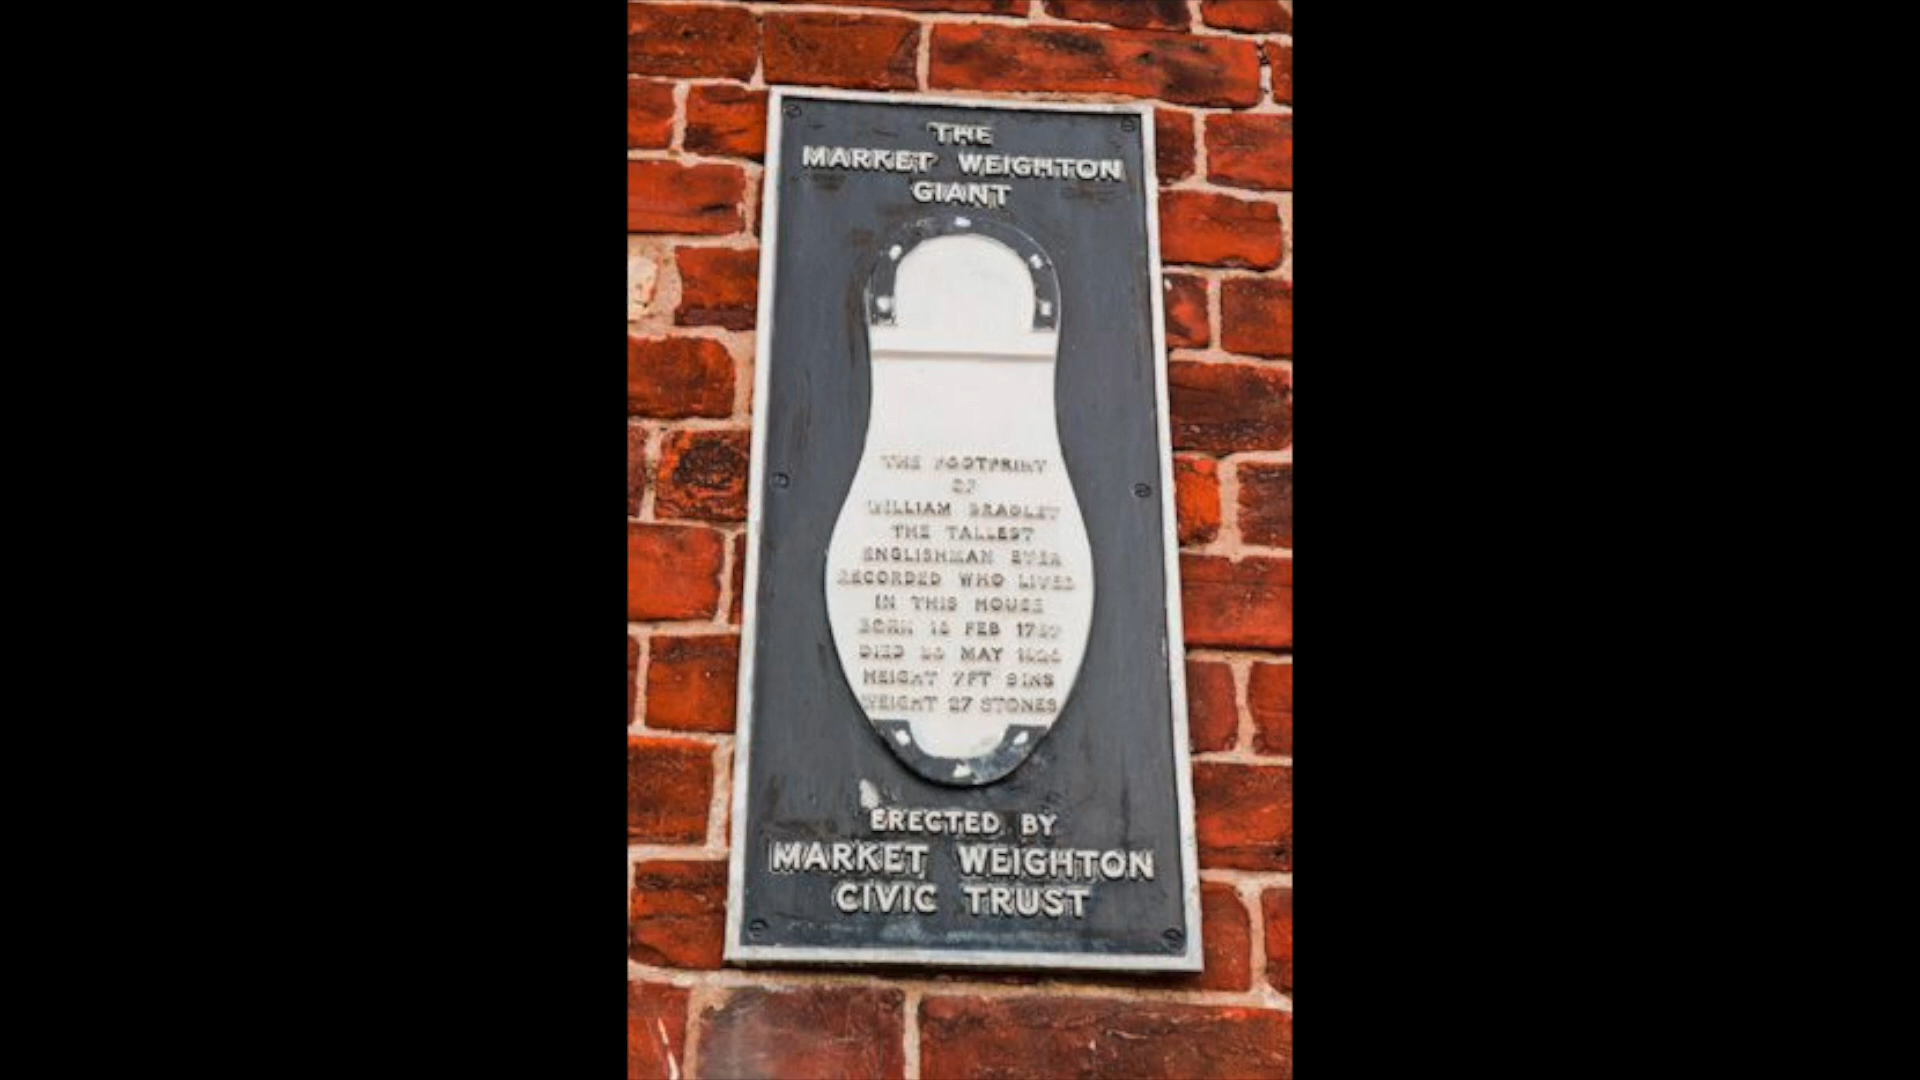 THE
MARKET WEIGHTON
GIANT
THE FOOTPRINT
OF
WILLIAM BRADLEY
THE TALLEST
ENGLISHMAN EVER
RECORDED WHO LIVED
IN THIS HOUSE
BORN FEB
DIED MAY
HEIGHT 7FT 9INS
WEIGHT 27 STONES
ERECTED BY
MARKET WEIGHTON
CIVIC TRUST